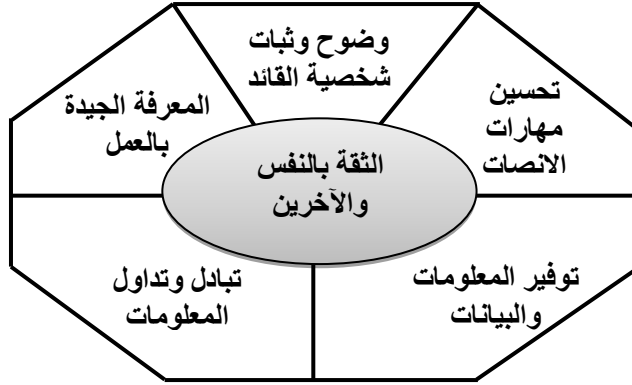 وضوح وثبات
شخصية القائد
تحسين
مهارات
الانصات
المعرفة الجيدة
بالعمل
الثقة بالنفس
والآخرين
توفير المعلومات
والبيانات
تبادل وتداول
المعلومات